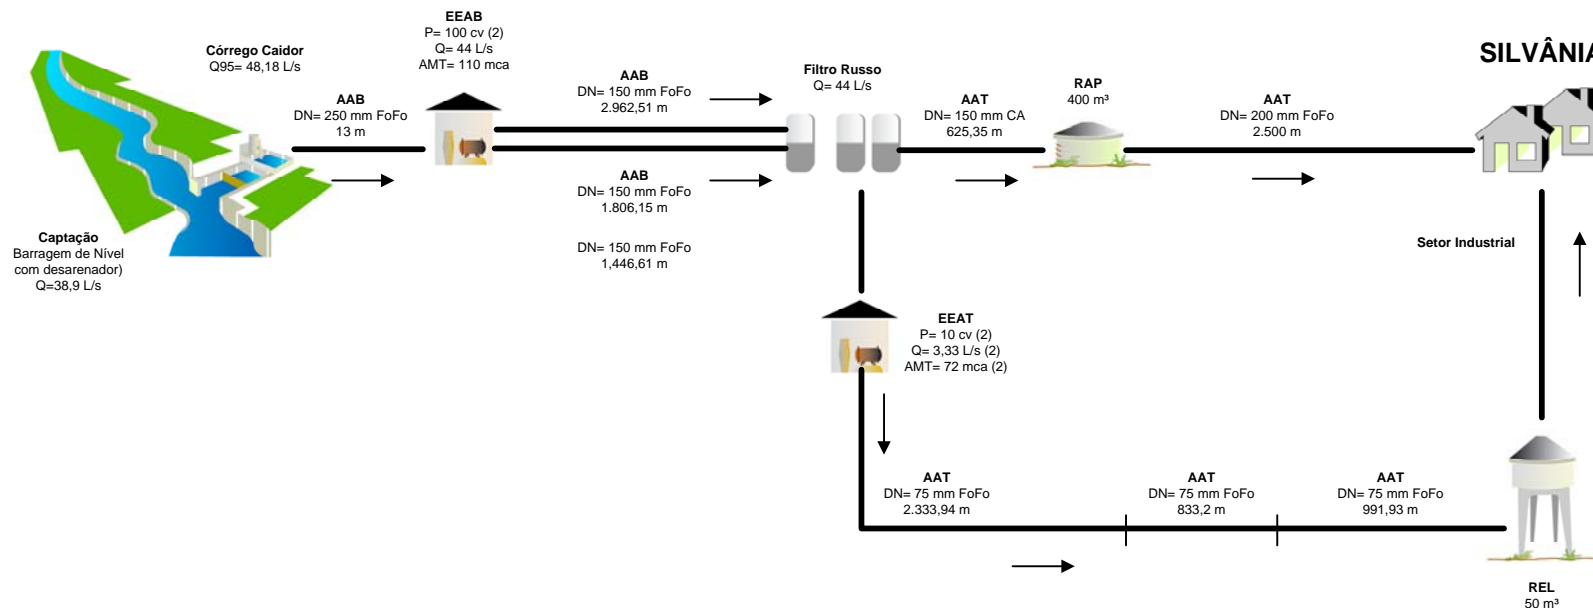 EEAB
P= 100 cv (2)
Q= 44 L/s
AMT= 110 mca
Córrego Caidor
Q95= 48,18 L/s
AAB
DN= 250 mm FoFo
13 m
AAB
DN= 150 mm FoFo
2.962,51 m
Filtro Russo
Q= 44 L/s
AAT
DN= 150 mm CA
625,35 m
RAP
400 m³
AAT
DN= 200 mm FoFo
2.500 m
SILVÂNIA
AAB
DN= 150 mm FoFo
1.806,15 m
DN= 150 mm FoFo
1,446,61 m
Captação
Barragem de Nível
com desarenador)
Q=38,9 L/s
Setor Industrial
EEAT
P= 10 cv (2)
Q= 3,33 L/s (2)
AMT= 72 mca (2)
AAT
DN= 75 mm FoFo
2.333,94 m
AAT
DN= 75 mm FoFo
833,2 m
AAT
DN= 75 mm FoFo
991,93 m
REL
50 m³